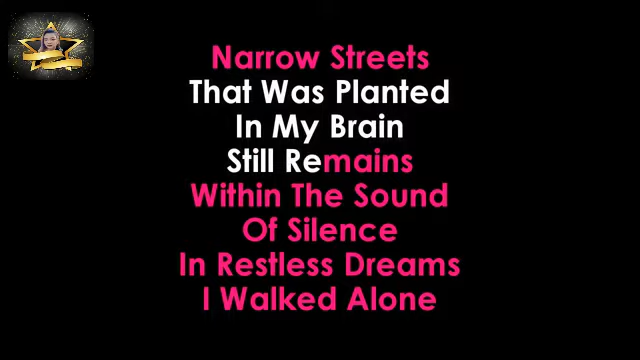 Narrow Streets
That Was Planted
In My Brain
Still Remains
Within The Sound
Of Silence
In Restless Dreams
I Walked Alone